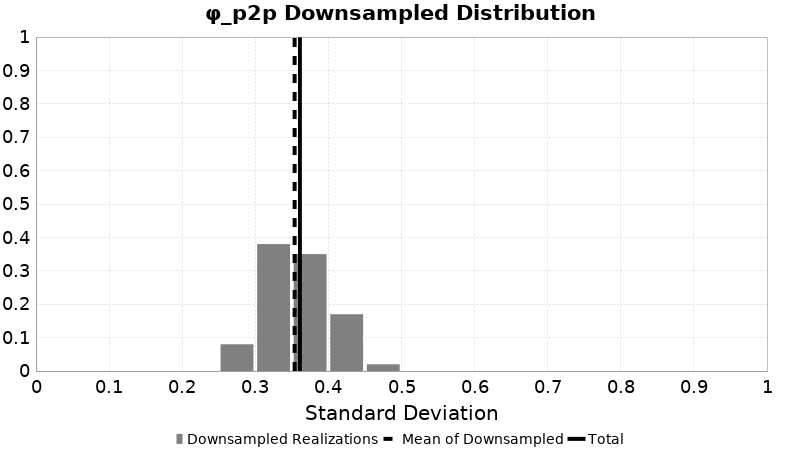 φ_p2p Downsampled Distribution
1
0.9
0.8
0.7
0.6
0.5
0.4
0.3
0.2
0.1
0
0 0.1 0.2 0.3 0.4 0.5 0.6 0.7 0.8 0.9 1
Standard Deviation
Downsampled Realizations Mean of Downsampled Total